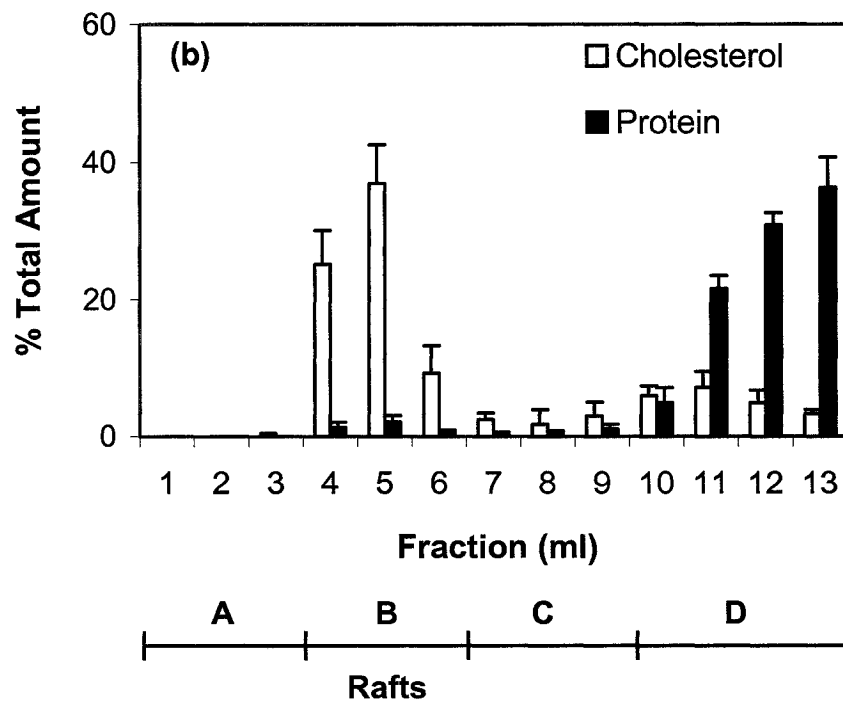 60
(b)
Cholesterol
Protein
40
% Total Amount
20
0
1 2 3 4 5 6 7 8 9 10 11 12 13
Fraction (ml)
A B C D
Rafts